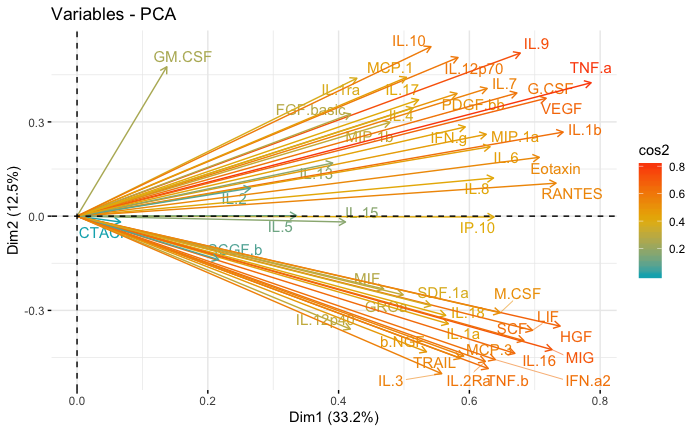 Variables - PCA
IL.10
IL.9
GM.CSF
MCP.1
IL.12p70
TNF.a
IL.1ra
IL.17
IL.7
G.CSF
PDGF.bb
VEGF
FGF.basic
IL.4
0.3
MIP.1b
IFN.g
MIP.1a
IL.1b
IL.6
IL.13
Eotaxin
IL.8
RANTES
IL.2
0.0
IL.15
IL.5
IP.10
CTACK
SCGF.b
MIF
SDF.1a
M.CSF
-0.3
GROa
IL.18
LIF
IL.12p40
IL.1a
SCF
HGF
b.NGF
MCP.3
TRAIL
IL.16
MIG
IL.3
IL.2Ra
TNF.b
IFN.a2
0.0
0.2
0.4
0.6
0.8
Dim1 (33.2%)
Dim2 (12.5%)
cos2
0.8
0.6
0.4
0.2